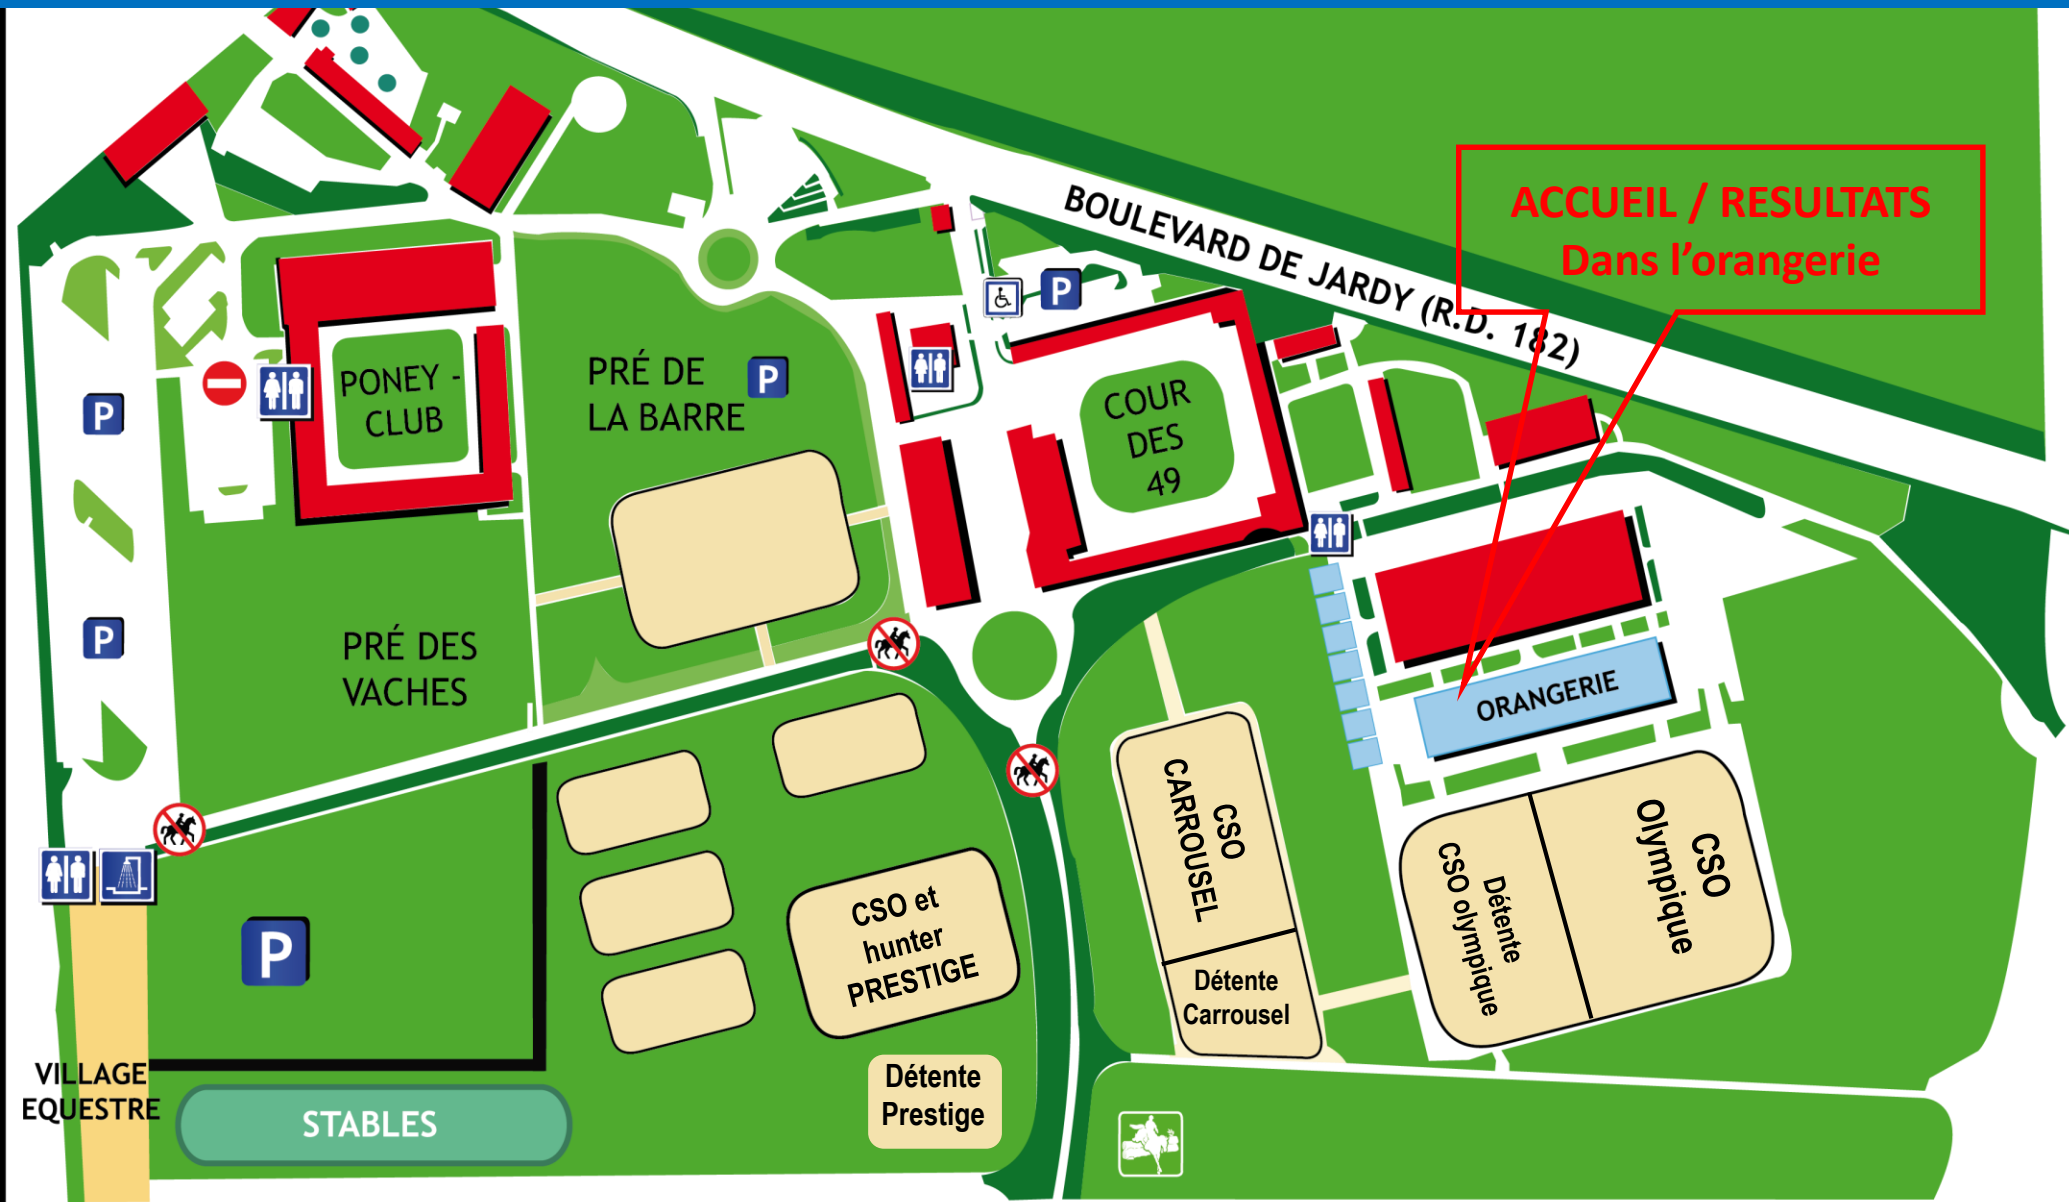 ACCUEIL / RESULTATS
Dans l’orangerie
BOULEVARD DE JARDY (R.D. 182)
P
PONEY -
CLUB
PRÉ DE
LA BARRE
P
P
COUR
DES
49
P
PRÉ DES
VACHES
ORANGERIE
CSO
CARROUSEL
Détente
Carrousel
CSO
Olympique
Détente
CSO olympique
CSO et
hunter
PRESTIGE
P
Détente
Prestige
VILLAGE
EQUESTRE
STABLES